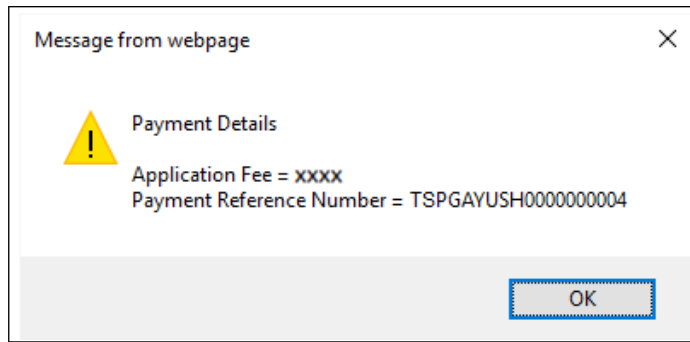 Message from webpage
Payment Details
Application Fee = xxxx
Payment Reference Number = TSPGAYUSH0000000004
OK